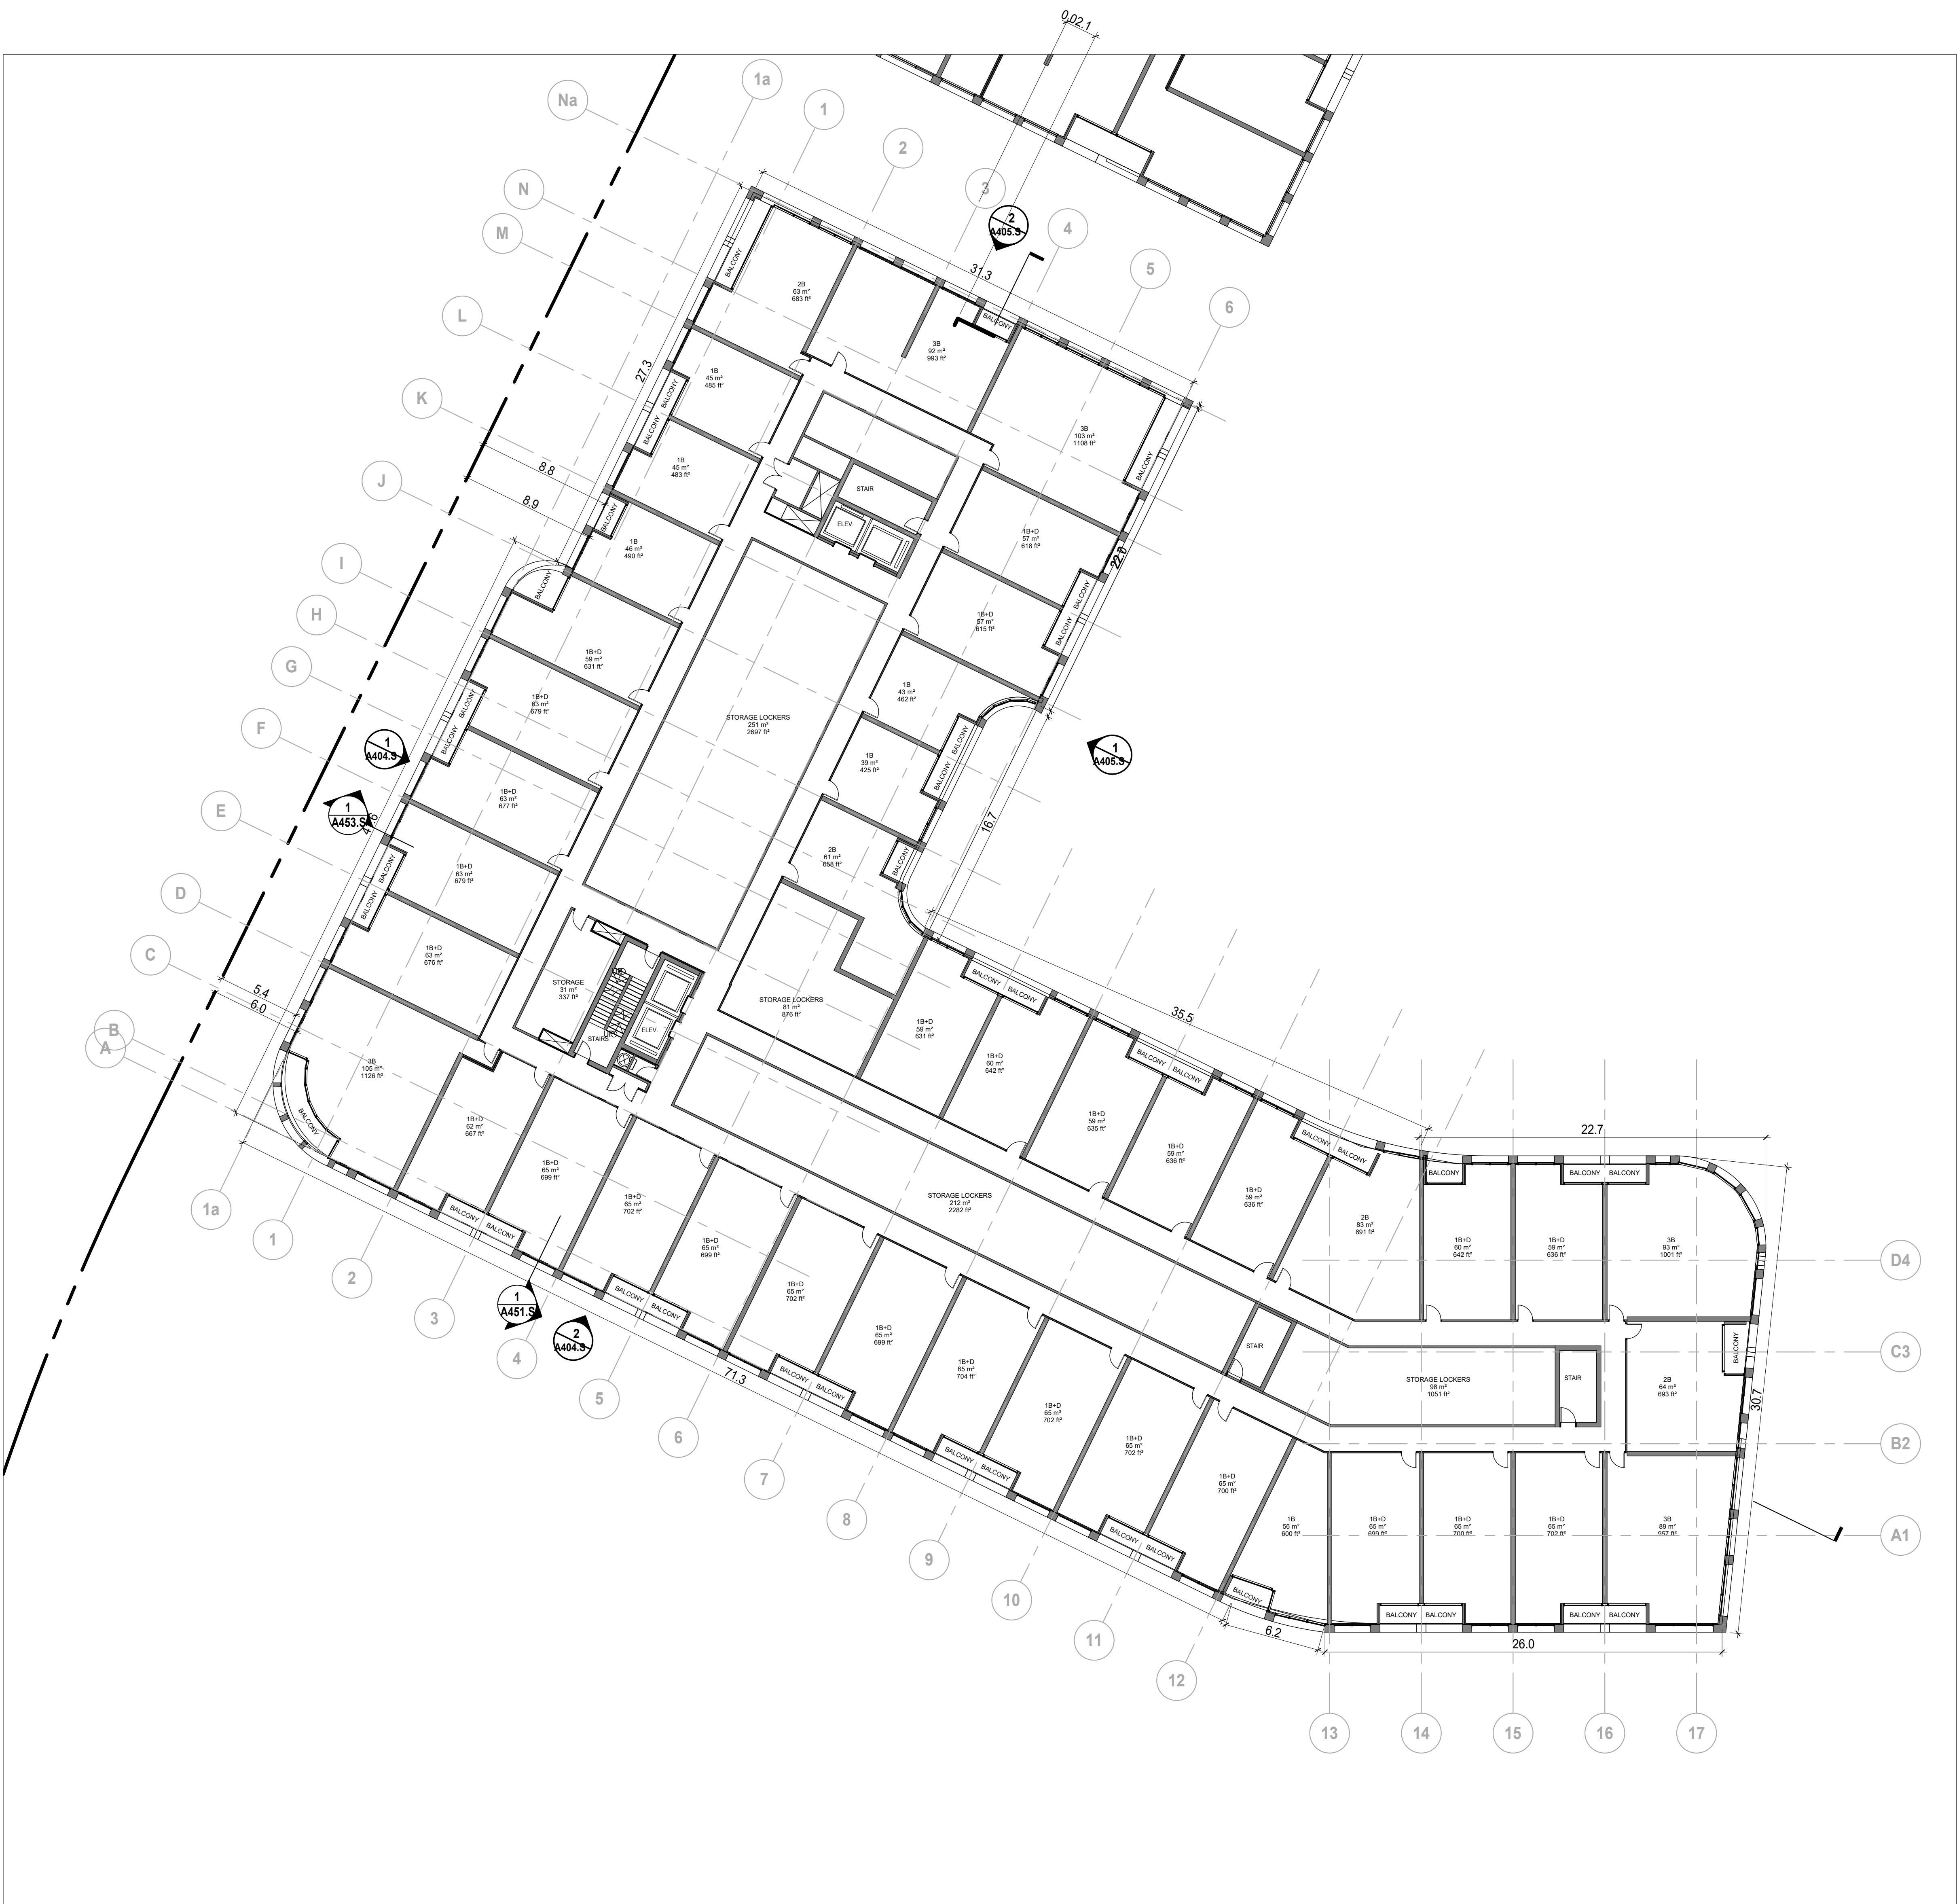 0,02.1
1a
Na
1
2
N
3
2
A405.S
M
4
31.3
5
BALCONY
2B
63 m²
683 ft²
L
BALCONY
6
3B
92 m²
993 ft²
27.3
1B
45 m²
485 ft²
BALCONY
BALCONY
K
3B
103 m²
1108 ft²
BALCONY
1B
45 m²
483 ft²
8.8
8.9
J
STAIR
ELEV.
BALCONY
1B
46 m²
490 ft²
1B+D
57 m²
618 ft²
I
BALCONY
BALCONY
BALCONY
1B+D
57 m²
615 ft²
H
1B+D
59 m²
631 ft²
G
1B+D
63 m²
679 ft²
BALCONY
BALCONY
1B
43 m²
462 ft²
STORAGE LOCKERS
251 m²
2697 ft²
F
1
A404.S
BALCONY
BALCONY
1B
39 m²
425 ft²
1
A405.S
E
1
A453.S
1B+D
63 m²
677 ft²
16.7
2B
61 m²
658 ft²
BALCONY
1B+D
63 m²
679 ft²
BALCONY
BALCONY
D
C
1B+D
63 m²
676 ft²
BALCONY
BALCONY
5.4
6.0
STORAGE
31 m²
337 ft²
STORAGE LOCKERS
81 m²
876 ft²
35.5
B
A
ELEV.
STAIRS
1B+D
59 m²
631 ft²
3B
105 m²
1126 ft²
1B+D
60 m²
642 ft²
BALCONY
BALCONY
BALCONY
1B+D
62 m²
667 ft²
1B+D
59 m²
635 ft²
22.7
1B+D
65 m²
699 ft²
1B+D
59 m²
636 ft²
BALCONY
BALCONY
BALCONY
BALCONY
BALCONY
1B+D
65 m²
702 ft²
STORAGE LOCKERS
212 m²
2282 ft²
1B+D
59 m²
636 ft²
1a
1
BALCONY
BALCONY
1B+D
65 m²
699 ft²
2B
83 m²
891 ft²
1B+D
60 m²
642 ft²
1B+D
59 m²
636 ft²
3B
93 m²
1001 ft²
D4
2
1B+D
65 m²
702 ft²
3
1
A451.S
BALCONY
BALCONY
2
A404.S
1B+D
65 m²
699 ft²
STAIR
BALCONY
C3
4
1B+D
65 m²
704 ft²
71.3
BALCONY
BALCONY
STORAGE LOCKERS
98 m²
1051 ft²
STAIR
2B
64 m²
693 ft²
30.7
5
1B+D
65 m²
702 ft²
6
BALCONY
BALCONY
1B+D
65 m²
702 ft²
B2
7
1B+D
65 m²
700 ft²
8
1B
56 m²
600 ft²
1B+D
65 m²
699 ft²
1B+D
65 m²
700 ft²
1B+D
65 m²
702 ft²
3B
89 m²
957 ft²
A1
9
BALCONY
BALCONY
BALCONY
10
BALCONY
BALCONY
BALCONY
BALCONY
11
6.2
26.0
12
13
14
15
16
17